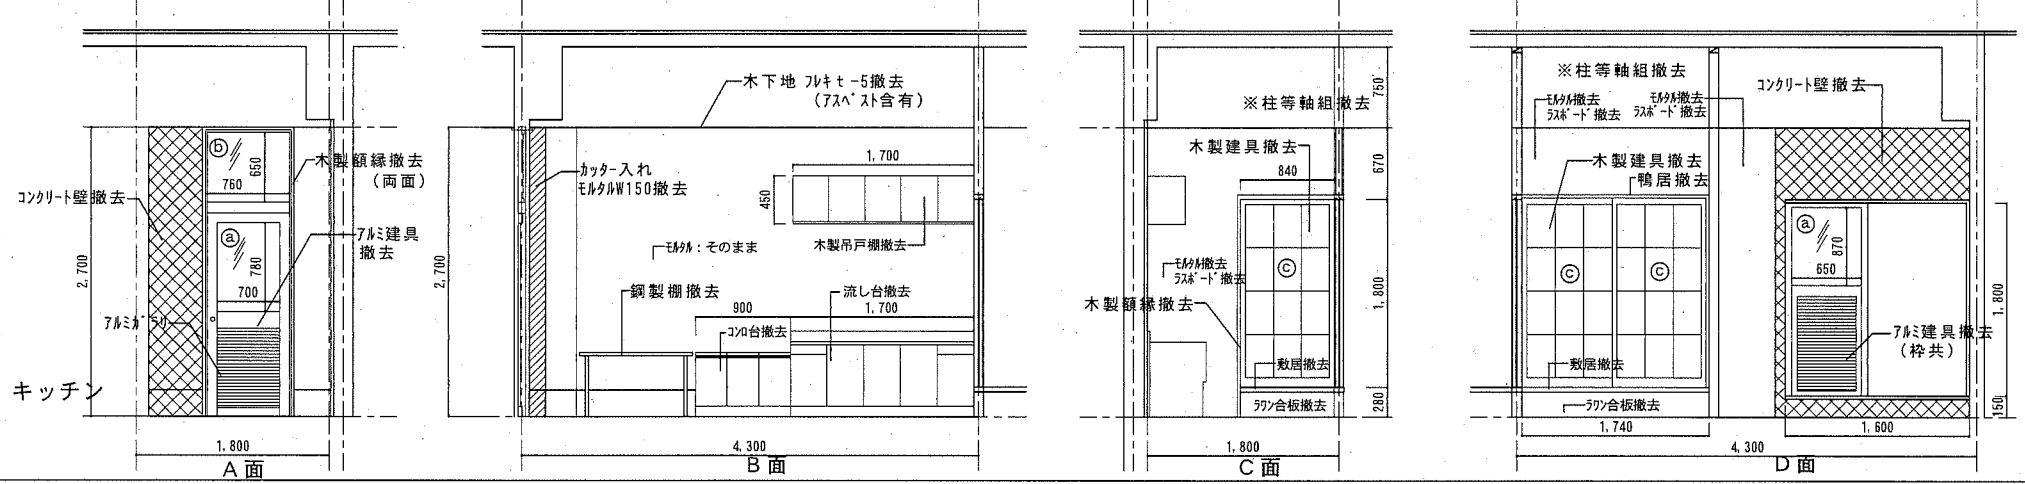 キッチン
コンクリート壁撤去
2,700
ⓑ
650
760
木製額縁撤去
(両面)
ⓐ
780
700
アルミ建具
撤去
アルミガラリ
1,800
A面
木下地 フレキセー5撤去
(アスベスト含有)
2,700
カッター入れ
モルタルW150撤去
1,700
450
木製吊戸棚撤去
モルタル:そのまま
鋼製棚撤去
900
流し台撤去
1,700
コンロ台撤去
4,300
B面
※柱等軸組撤去
750
木製建具撤去
840
670
モルタル撤去
ラスボード撤去
ⓒ
木製額縁撤去
1,800
敷居撤去
ラワン合板撤去
280
1,800
C面
※柱等軸組撤去
モルタル撤去
ラスボード撤去
モルタル撤去
ラスボード撤去
コンクリート壁撤去
木製建具撤去
鴨居撤去
ⓒ
ⓒ
ⓐ
870
650
1,800
アルミ建具撤去
(枠共)
敷居撤去
ラワン合板撤去
150
1,740
1,600
4,300
D面